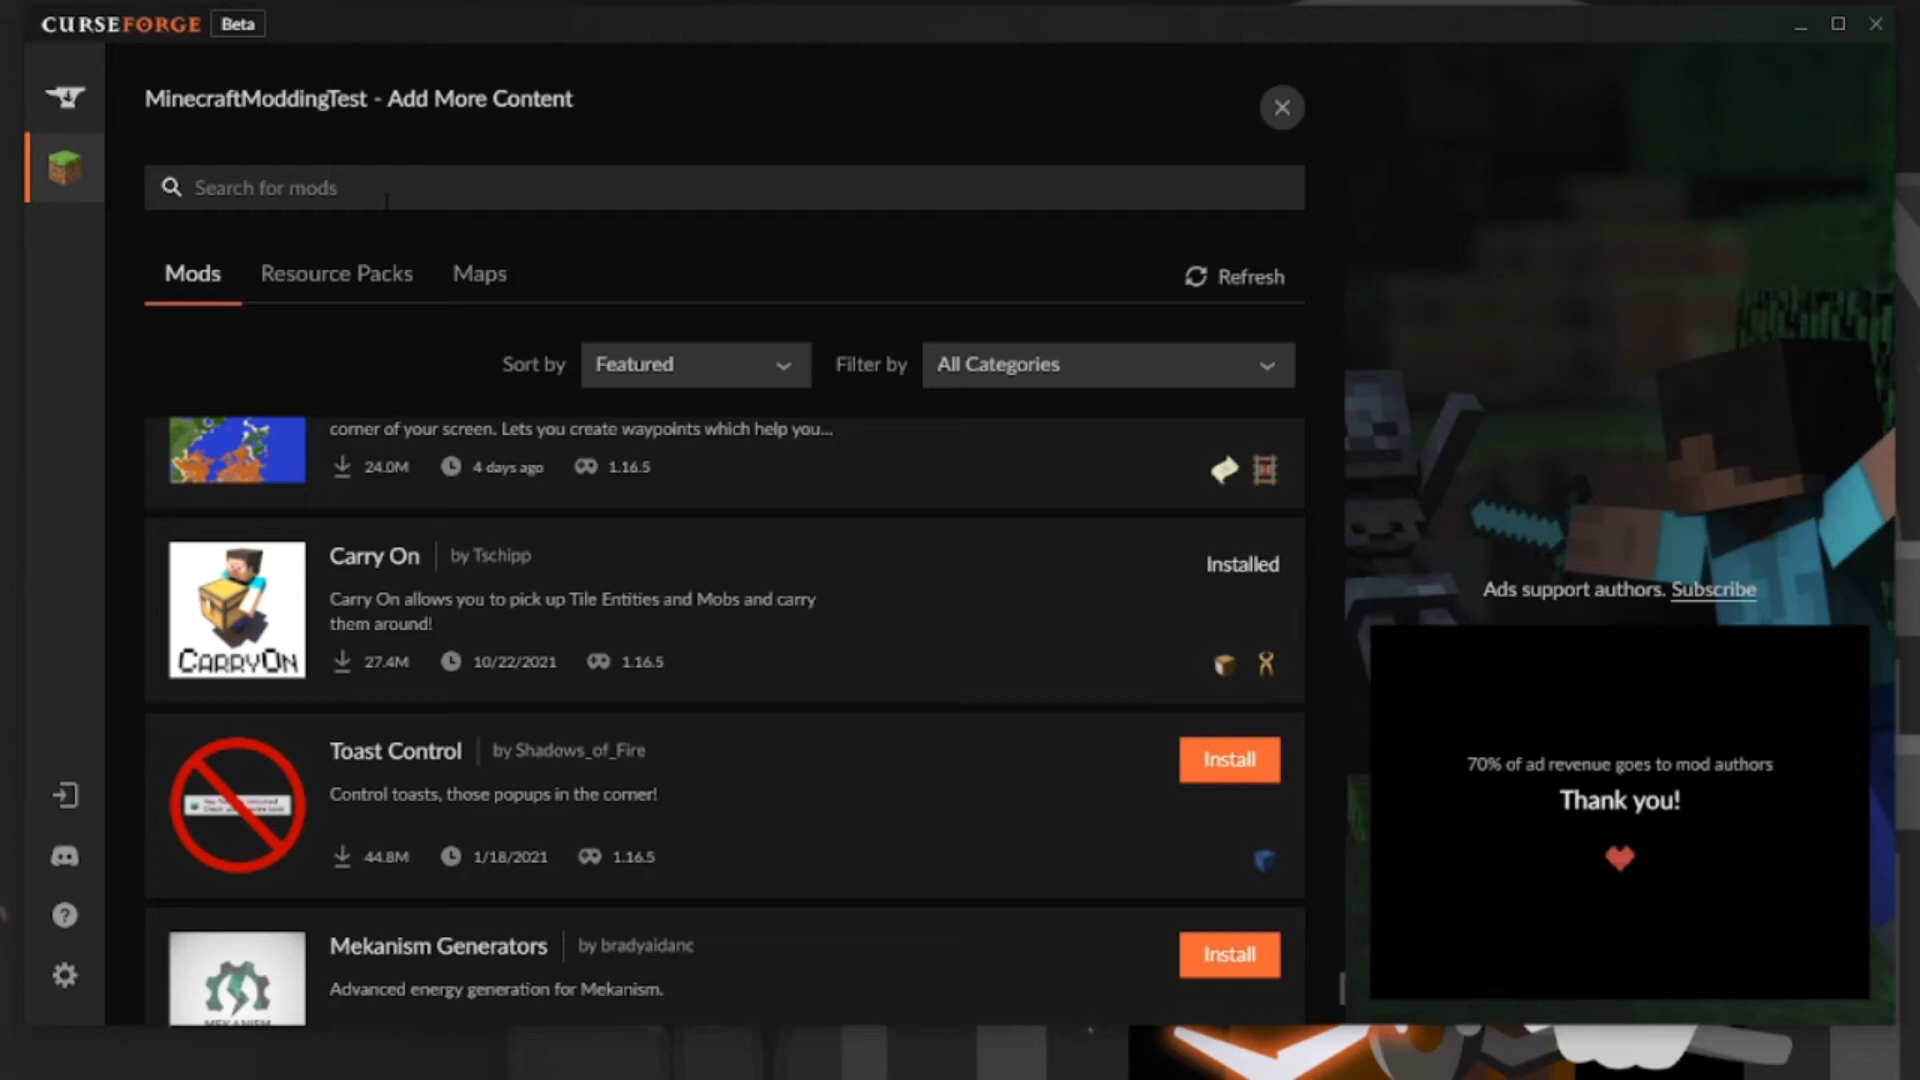 CURSEFORGE Beta
MinecraftModdingTest - Add More Content
Search for mods
Mods Resource Packs Maps Refresh
Sort by Featured Filter by All Categories
corner of your screen. Lets you create waypoints which help you...
24.0M 4 days ago 1.16.5
Carry On by Tschipp Installed
Carry On allows you to pick up Tile Entities and Mobs and carry
them around!
CARRYON
27.4M 10/22/2021 1.16.5
Toast Control by Shadows_of_Fire Install
Control toasts, those popups in the corner!
44.8M 1/18/2021 1.16.5
Mekanism Generators by bradyaidanc Install
Advanced energy generation for Mekanism.
MEKANISM
Ads support authors. Subscribe
70% of ad revenue goes to mod authors
Thank you!